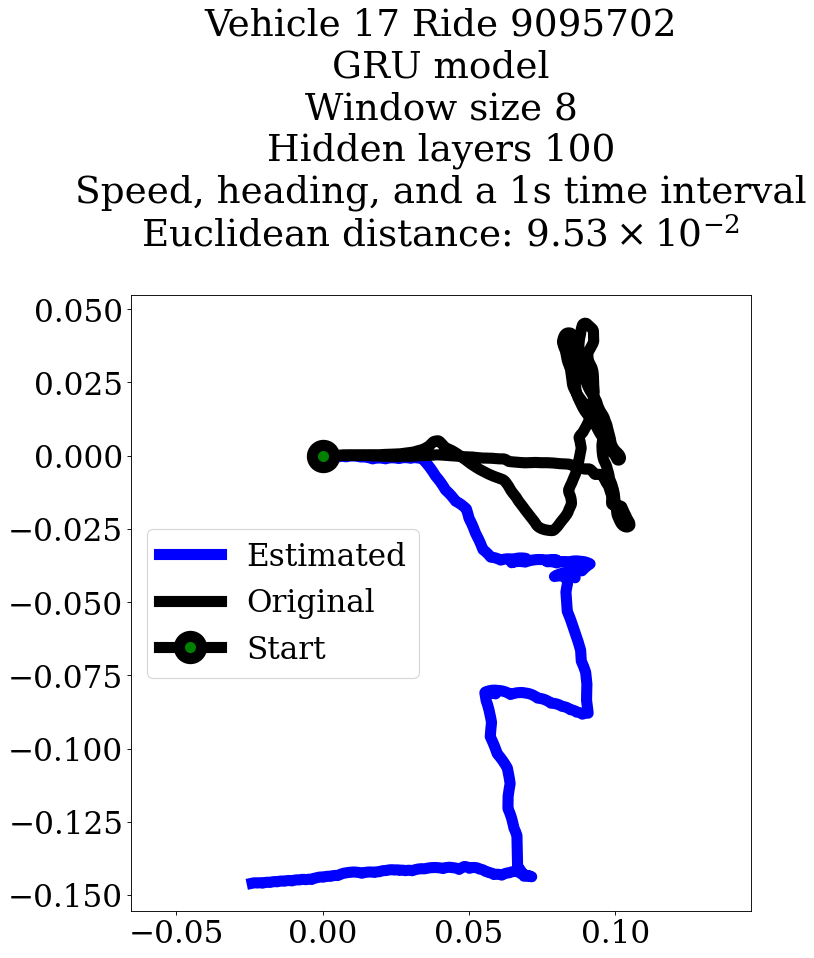 Vehicle 17 Ride 9095702
GRU model
Window size 8
Hidden layers 100
Speed, heading, and a 1s time interval
Euclidean distance: 9.53 × 10⁻²
0.050
0.025
0.000
−0.025
−0.050
−0.075
−0.100
−0.125
−0.150
Estimated
Original
Start
−0.05 0.00 0.05 0.10